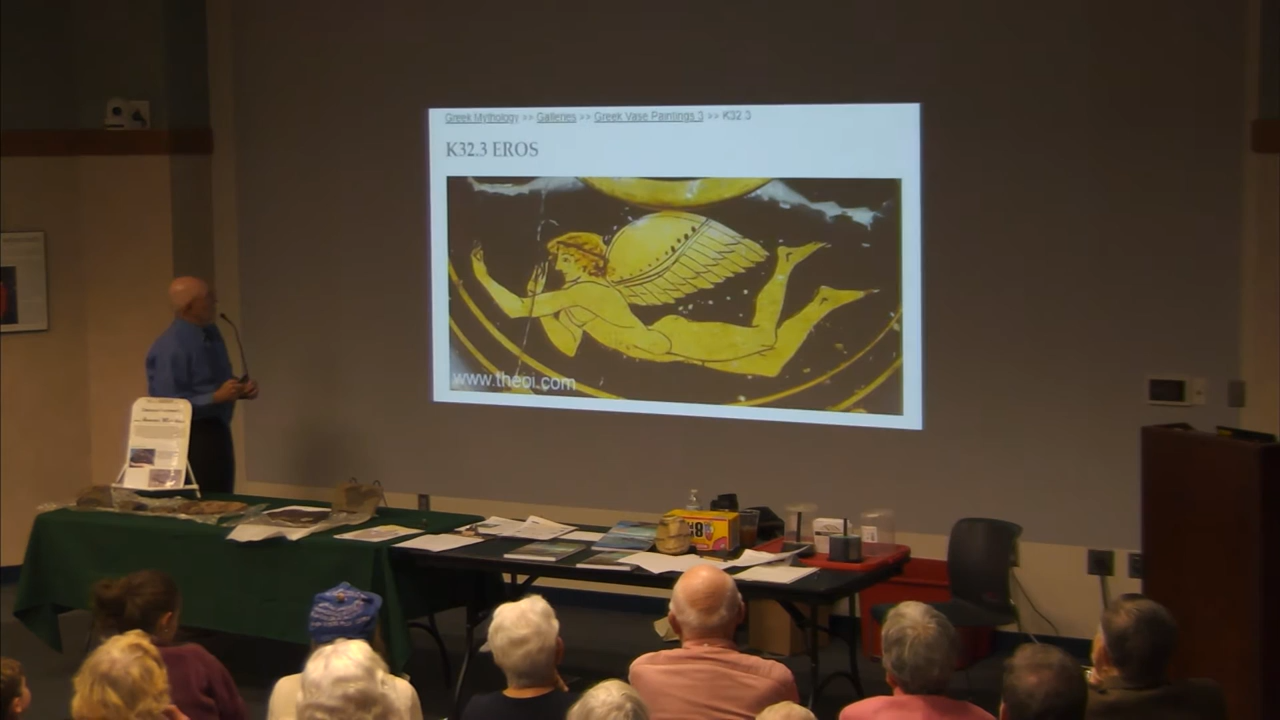 Greek Mythology >> Galleries >> Greek Vase Paintings 3 >> K32.3
K32.3 EROS
www.theoi.com